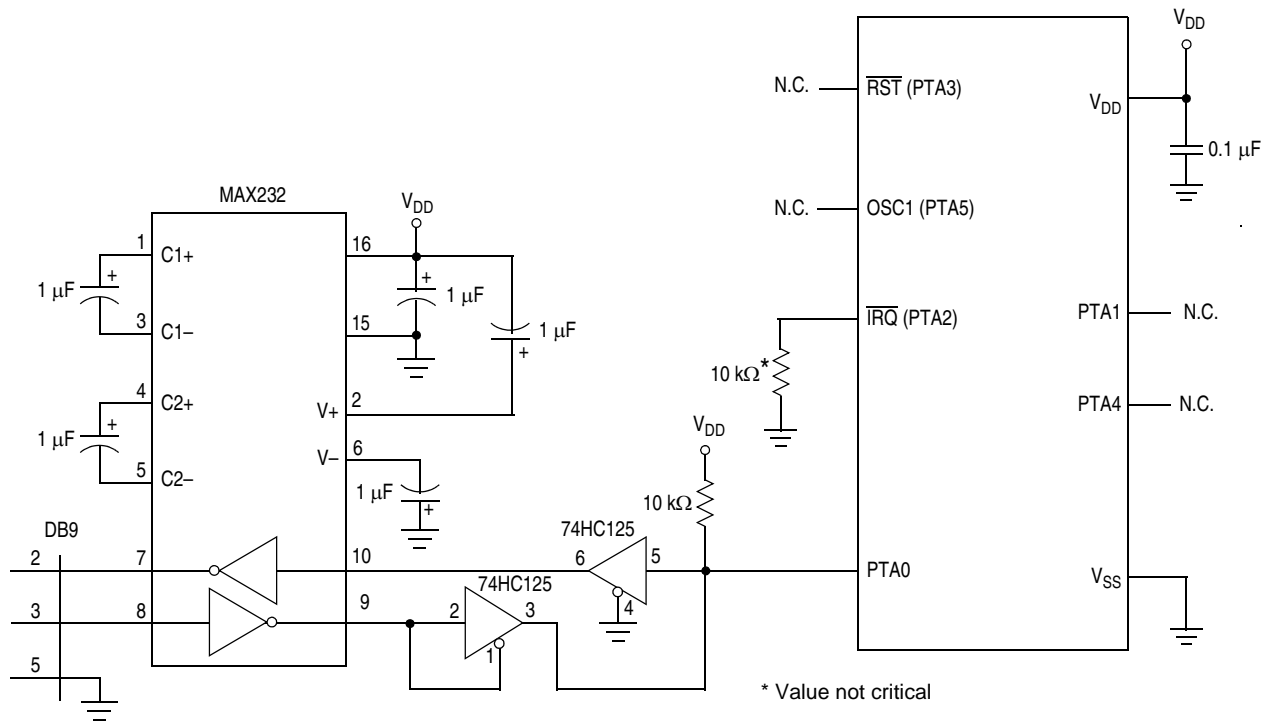 V_DD
N.C.
RST (PTA3)
V_DD
0.1 μF
MAX232
V_DD
N.C.
OSC1 (PTA5)
1
C1+
16
+
1 μF
+
1 μF
3
C1–
15
1 μF
+
IRQ (PTA2)
PTA1
N.C.
10 kΩ*
4
C2+
+
1 μF
5
C2–
V+
2
V–
6
1 μF
+
PTA4
N.C.
V_DD
10 kΩ
DB9
74HC125
2
7
10
6
5
4
PTA0
V_SS
74HC125
3
8
9
2
3
1
5
* Value not critical